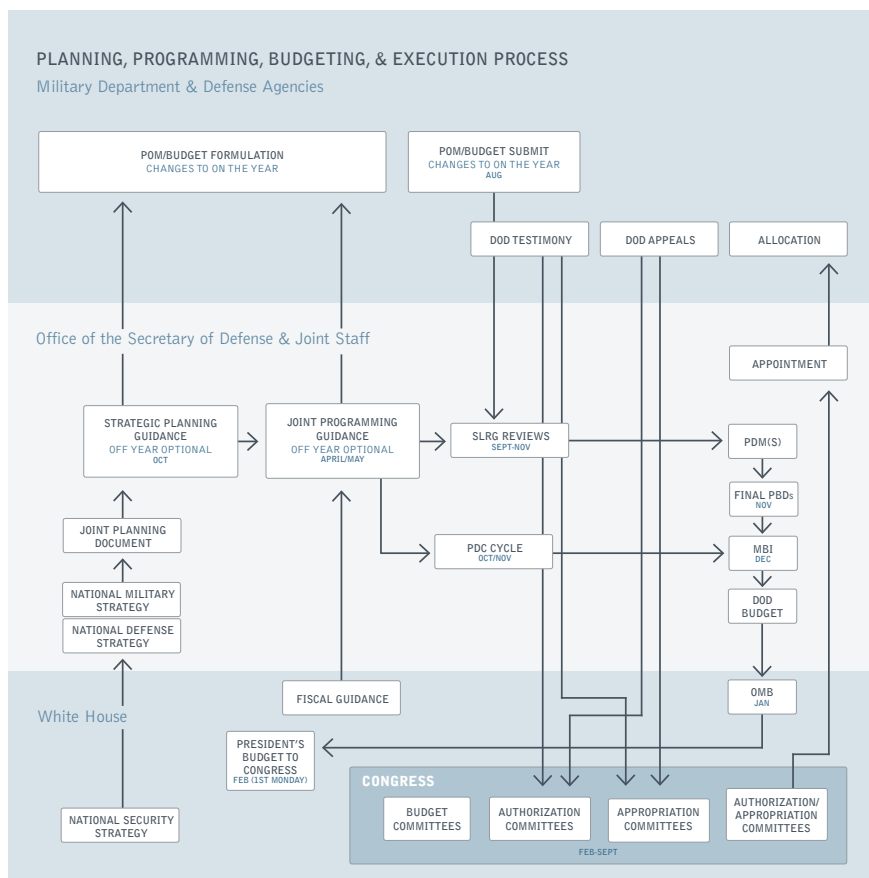 PLANNING, PROGRAMMING, BUDGETING, & EXECUTION PROCESS
Military Department & Defense Agencies
POM/BUDGET FORMULATION
CHANGES TO ON THE YEAR
POM/BUDGET SUBMIT
CHANGES TO ON THE YEAR
AUG
DOD TESTIMONY
DOD APPEALS
ALLOCATION
Office of the Secretary of Defense & Joint Staff
APPOINTMENT
STRATEGIC PLANNING
GUIDANCE
OFF YEAR OPTIONAL
OCT
JOINT PROGRAMMING
GUIDANCE
OFF YEAR OPTIONAL
APRIL/MAY
SLRG REVIEWS
SEPT-NOV
PDM(S)
FINAL PBDs
NOV
JOINT PLANNING
DOCUMENT
PDC CYCLE
OCT/NOV
MBI
DEC
NATIONAL MILITARY
STRATEGY
DOD
BUDGET
NATIONAL DEFENSE
STRATEGY
White House
FISCAL GUIDANCE
OMB
JAN
PRESIDENT'S
BUDGET TO
CONGRESS
FEB (1ST MONDAY)
NATIONAL SECURITY
STRATEGY
CONGRESS
BUDGET
COMMITTEES
AUTHORIZATION
COMMITTEES
APPROPRIATION
COMMITTEES
AUTHORIZATION/
APPROPRIATION
COMMITTEES
FEB-SEPT